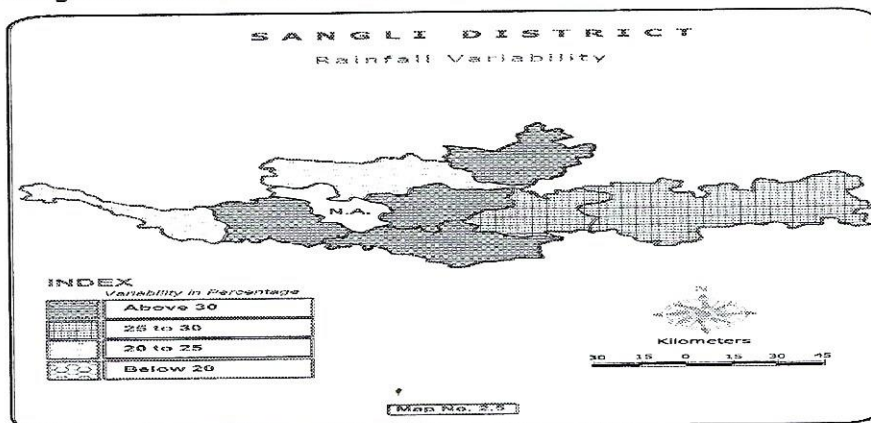 SANGLI DISTRICT
Rainfall Variability
N.A.
INDEX
Variability in Percentage
Above 30
25 to 30
20 to 25
Below 20
N
Kilometers
30 15 0 15 30 45
Map No. 2.5